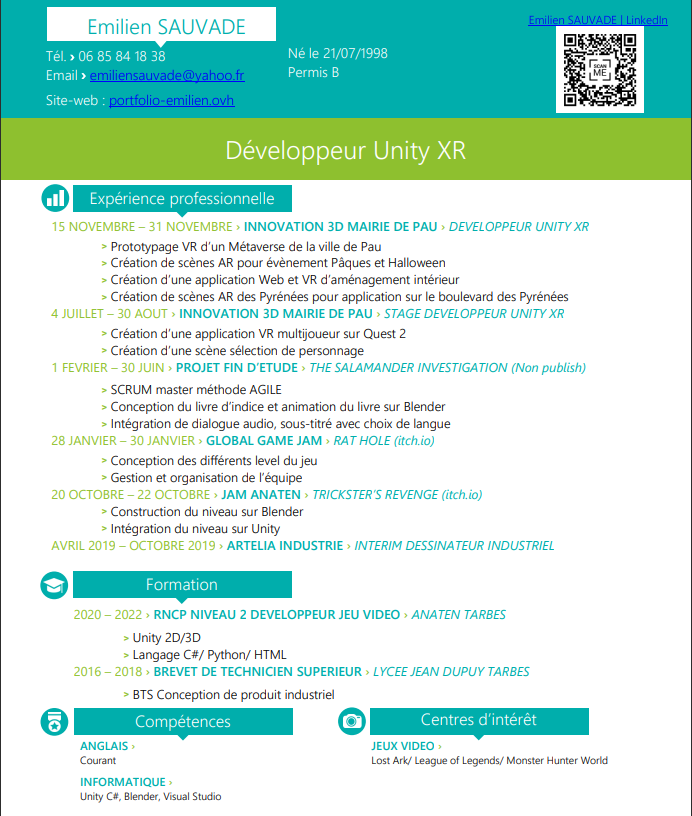 Emilien SAUVADE
Emilien SAUVADE | LinkedIn
Tél. › 06 85 84 18 38
Né le 21/07/1998
Email › emiliensauvade@yahoo.fr
Permis B
SCAN
ME
Site-web : portfolio-emilien.ovh
Développeur Unity XR
Expérience professionnelle
15 NOVEMBRE – 31 NOVEMBRE › INNOVATION 3D MAIRIE DE PAU › DEVELOPPEUR UNITY XR
> Prototypage VR d’un Métaverse de la ville de Pau
> Création de scènes AR pour évènement Pâques et Halloween
> Création d’une application Web et VR d’aménagement intérieur
> Création de scènes AR des Pyrénées pour application sur le boulevard des Pyrénées
4 JUILLET – 30 AOUT › INNOVATION 3D MAIRIE DE PAU › STAGE DEVELOPPEUR UNITY XR
> Création d’une application VR multijoueur sur Quest 2
> Création d’une scène sélection de personnage
1 FEVRIER – 30 JUIN › PROJET FIN D’ETUDE › THE SALAMANDER INVESTIGATION (Non publish)
> SCRUM master méthode AGILE
> Conception du livre d’indice et animation du livre sur Blender
> Intégration de dialogue audio, sous-titré avec choix de langue
28 JANVIER – 30 JANVIER › GLOBAL GAME JAM › RAT HOLE (itch.io)
> Conception des différents level du jeu
> Gestion et organisation de l’équipe
20 OCTOBRE – 22 OCTOBRE › JAM ANATEN › TRICKSTER’S REVENGE (itch.io)
> Construction du niveau sur Blender
> Intégration du niveau sur Unity
AVRIL 2019 – OCTOBRE 2019 › ARTELIA INDUSTRIE › INTERIM DESSINATEUR INDUSTRIEL
Formation
2020 – 2022 › RNCP NIVEAU 2 DEVELOPPEUR JEU VIDEO › ANATEN TARBES
> Unity 2D/3D
> Langage C#/ Python/ HTML
2016 – 2018 › BREVET DE TECHNICIEN SUPERIEUR › LYCEE JEAN DUPUY TARBES
> BTS Conception de produit industriel
Compétences
ANGLAIS ›
Courant
INFORMATIQUE ›
Unity C#, Blender, Visual Studio
Centres d’intérêt
JEUX VIDEO ›
Lost Ark/ League of Legends/ Monster Hunter World